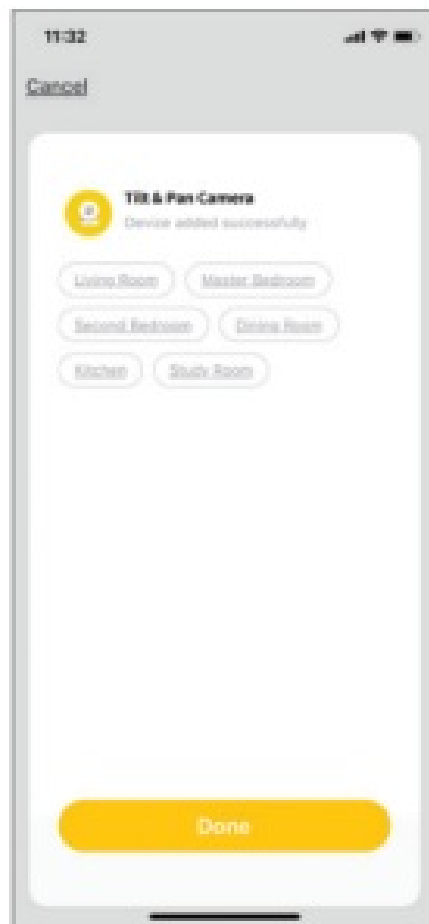 11:32
Cancel
Tilt & Pan Camera
Device added successfully
Living Room Master Bedroom
Second Bedroom Dining Room
Kitchen Study Room
Done